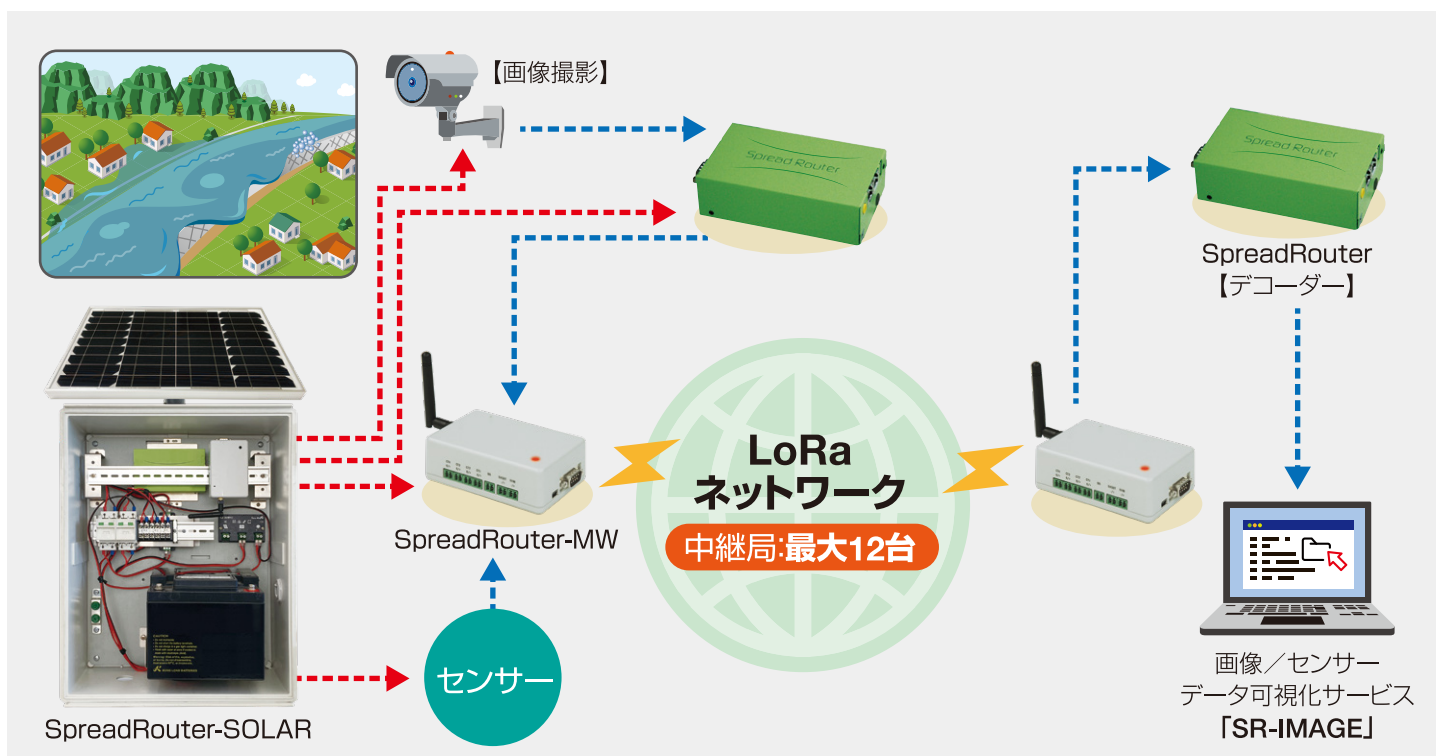 【画像撮影】
Spread Router
Spread Router
SpreadRouter
【デコーダー】
LoRa
ネットワーク
中継局:最大12台
SpreadRouter-MW
センサー
SpreadRouter-SOLAR
画像／センサー
データ可視化サービス
「SR-IMAGE」